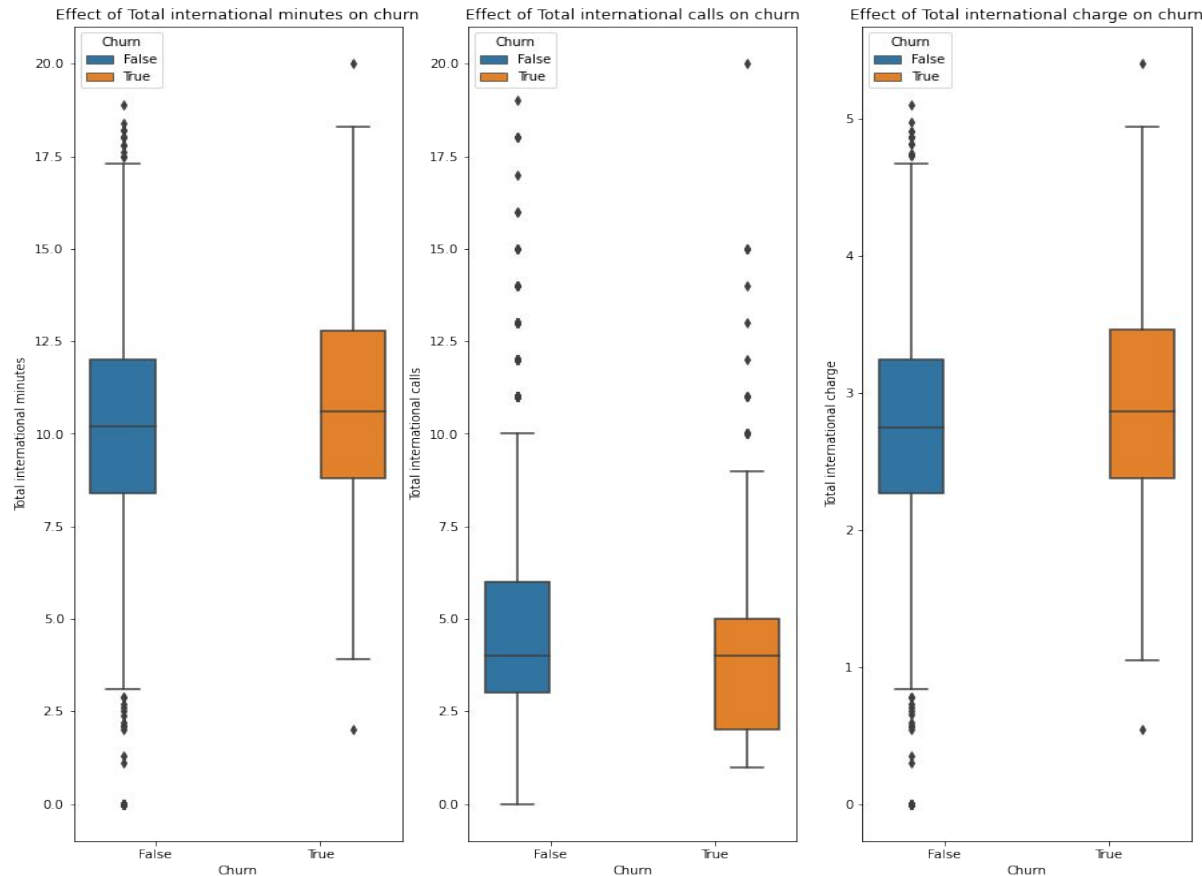 Effect of Total international minutes on churn
Churn
False
True
20.0
17.5
15.0
12.5
10.0
7.5
5.0
2.5
0.0
Total international minutes
False
True
Churn
Effect of Total international calls on churn
Churn
False
True
20.0
17.5
15.0
12.5
10.0
7.5
5.0
2.5
0.0
Total international calls
False
True
Churn
Effect of Total international charge on churn
Churn
False
True
5
4
3
2
1
0
Total international charge
False
True
Churn